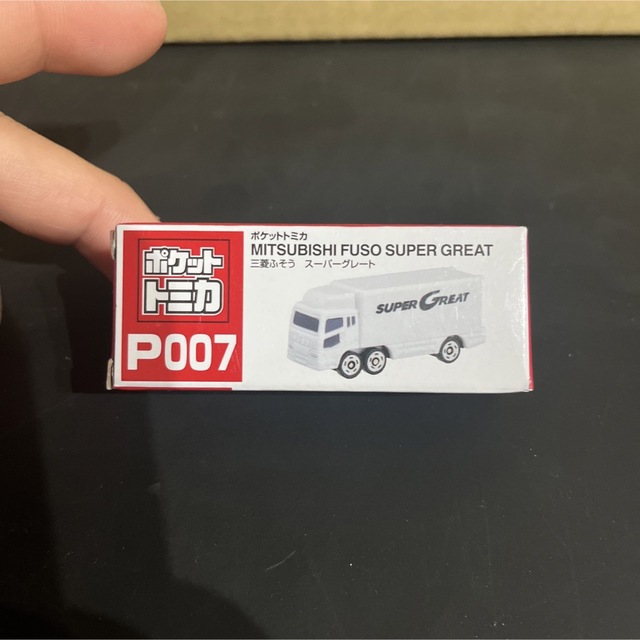 ポケット
トミカ
P007
ポケットトミカ
MITSUBISHI FUSO SUPER GREAT
三菱ふそう スーパーグレート
SUPER GREAT